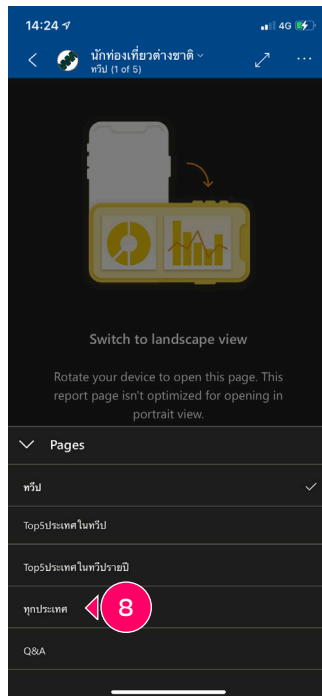 14:24
4G
นักท่องเที่ยวต่างชาติ
ทวีป (1 of 5)
Switch to landscape view
Rotate your device to open this page. This
report page isn't optimized for opening in
portrait view.
Pages
ทวีป
Top5ประเทศในทวีป
Top5ประเทศในทวีปรายปี
ทุกประเทศ
8
Q&A